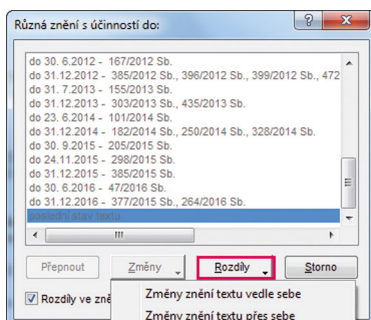 Různá znění s účinností do:
do 30. 6.2012 - 167/2012 Sb.
do 31.12.2012 - 385/2012 Sb., 396/2012 Sb., 399/2012 Sb., 472
do 31. 7.2013 - 155/2013 Sb.
do 31.12.2013 - 303/2013 Sb., 435/2013 Sb.
do 23. 6.2014 - 101/2014 Sb.
do 31.12.2014 - 182/2014 Sb., 250/2014 Sb., 328/2014 Sb.
do 30. 9.2015 - 205/2015 Sb.
do 24.11.2015 - 298/2015 Sb.
do 31.12.2015 - 385/2015 Sb.
do 30. 6.2016 - 47/2016 Sb.
do 31.12.2016 - 377/2015 Sb., 264/2016 Sb.
poslední stav textu
Přepnout Změny Rozdíly Storno
Rozdíly ve zně
Změny znění textu vedle sebe
Změny znění textu přes sebe